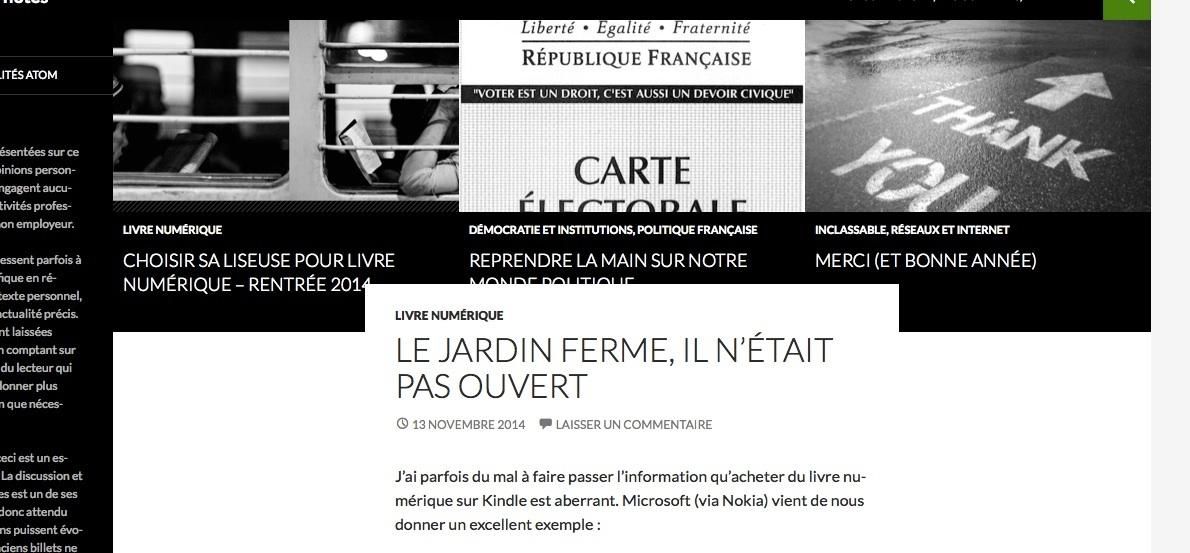 notes
LITÉS ATOM
ésentées sur ce
pinions person-
ngagent aucu-
tivités profes-
non employeur.
essent parfois à
fique en ré-
texte personnel,
actualité précis.
nt laissées
n comptant sur
du lecteur qui
donner plus
n que néces-
ceci est un es-
La discussion et
es est un de ses
donc attendu
ns puissent évo-
nciens billets ne
Liberté • Egalité • Fraternité
RÉPUBLIQUE FRANÇAISE
"VOTER EST UN DROIT, C'EST AUSSI UN DEVOIR CIVIQUE"
CARTE
ÉLECTORALE
THANK
YOU
LIVRE NUMÉRIQUE
CHOISIR SA LISEUSE POUR LIVRE
NUMÉRIQUE – RENTRÉE 2014
DÉMOCRATIE ET INSTITUTIONS, POLITIQUE FRANÇAISE
REPRENDRE LA MAIN SUR NOTRE
MONDE POLITIQUE
INCLASSABLE, RÉSEAUX ET INTERNET
MERCI (ET BONNE ANNÉE)
LIVRE NUMÉRIQUE
LE JARDIN FERME, IL N’ÉTAIT
PAS OUVERT
13 NOVEMBRE 2014 LAISSER UN COMMENTAIRE
J’ai parfois du mal à faire passer l’information qu’acheter du livre nu-
mérique sur Kindle est aberrant. Microsoft (via Nokia) vient de nous
donner un excellent exemple :